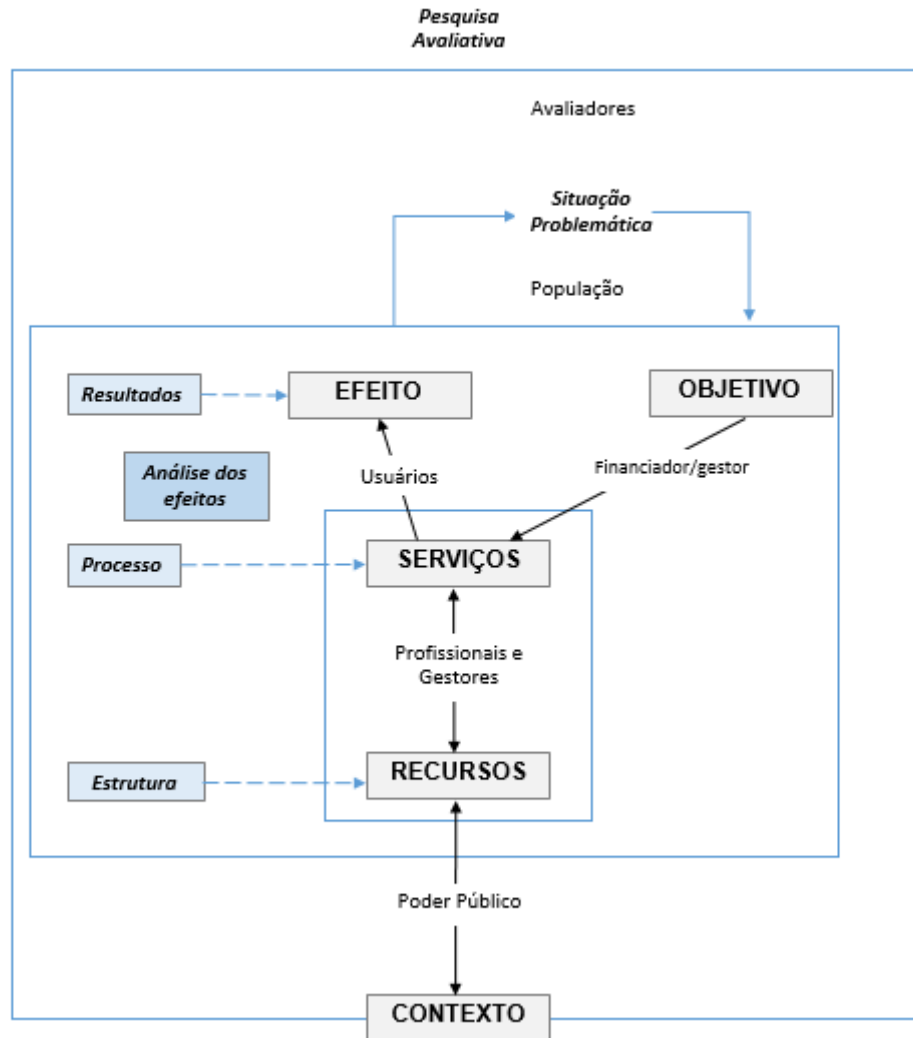 Pesquisa
Avaliativa
Avaliadores
Situação
Problemática
População
Resultados
EFEITO
OBJETIVO
Análise dos
efeitos
Usuários
Financiador/gestor
Processo
SERVIÇOS
Profissionais e
Gestores
Estrutura
RECURSOS
Poder Público
CONTEXTO